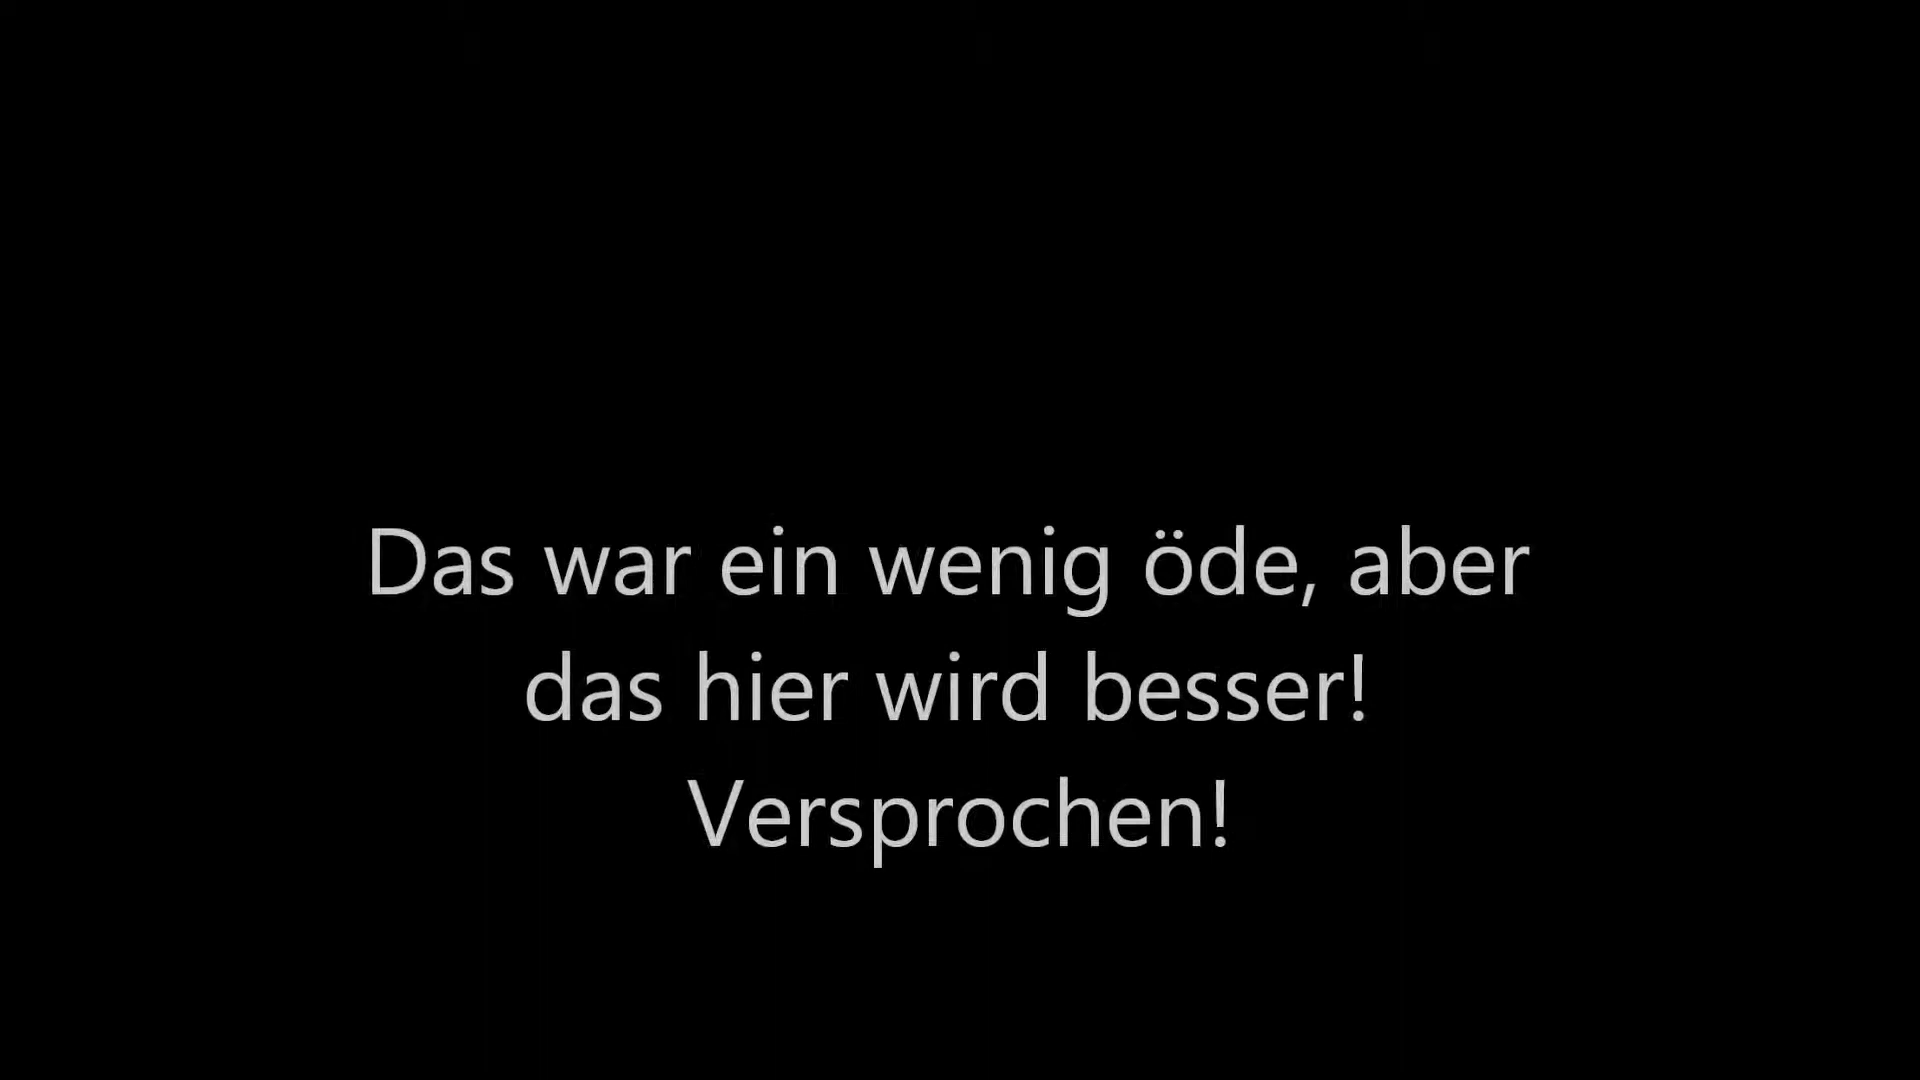 Das war ein wenig öde, aber
das hier wird besser!
Versprochen!